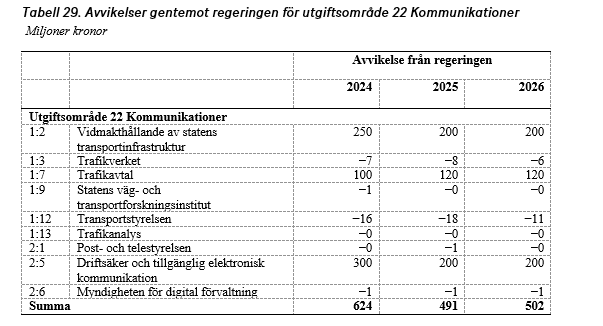 Tabell 29. Avvikelser gentemot regeringen för utgiftsområde 22 Kommunikationer
Miljoner kronor
Avvikelse från regeringen
2024 2025 2026
Utgiftsområde 22 Kommunikationer
1:2 Vidmakthållande av statens 250 200 200
transportinfrastruktur
1:3 Trafikverket −7 −8 −6
1:7 Trafikavtal 100 120 120
1:9 Statens väg- och −1 −0 −0
transportforskningsinstitut
1:12 Transportstyrelsen −16 −18 −11
1:13 Trafikanalys −0 −0 −0
2:1 Post- och telestyrelsen −0 −1 −0
2:5 Driftsäker och tillgänglig elektronisk 300 200 200
kommunikation
2:6 Myndigheten för digital förvaltning −1 −1 −1
Summa 624 491 502